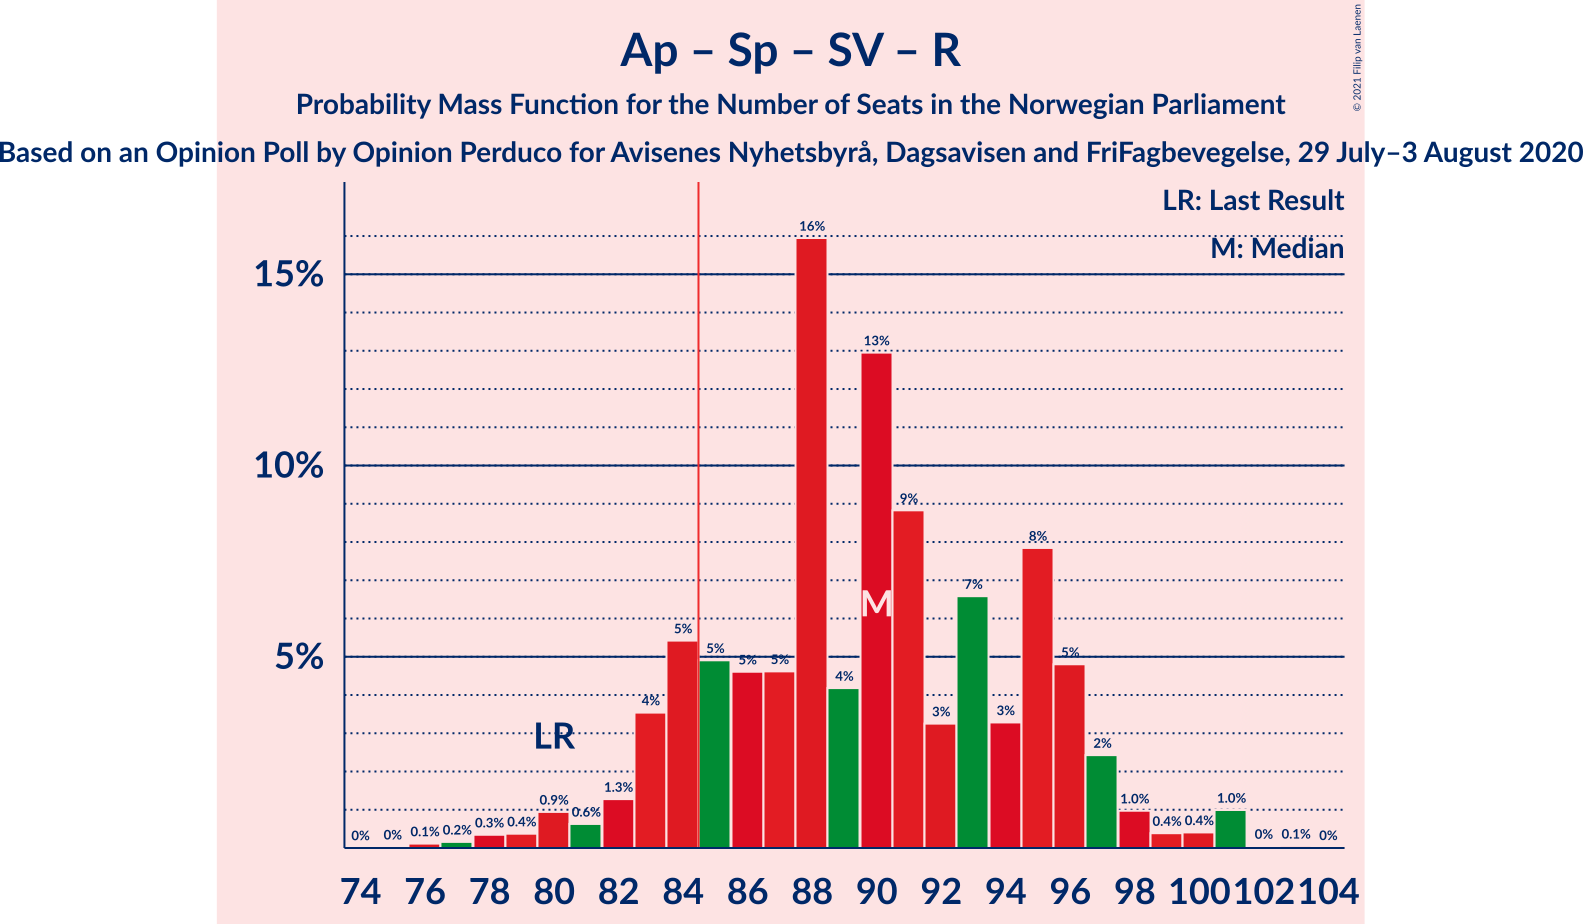 Ap – Sp – SV – R
Probability Mass Function for the Number of Seats in the Norwegian Parliament
Based on an Opinion Poll by Opinion Perduco for Avisenes Nyhetsbyrå, Dagsavisen and FriFagbevegelse, 29 July–3 August 2020
© 2021 Filip van Laenen
LR: Last Result
M: Median
15%
10%
5%
0% 0% 0.1% 0.2% 0.3% 0.4% 0.9% 0.6% 1.3% 4% 5% 5% 5% 5% 16% 4% 13% 9% 3% 7% 3% 8% 5% 2% 1.0% 0.4% 0.4% 1.0% 0% 0.1% 0%
LR
M
74 76 78 80 82 84 86 88 90 92 94 96 98 100 102 104